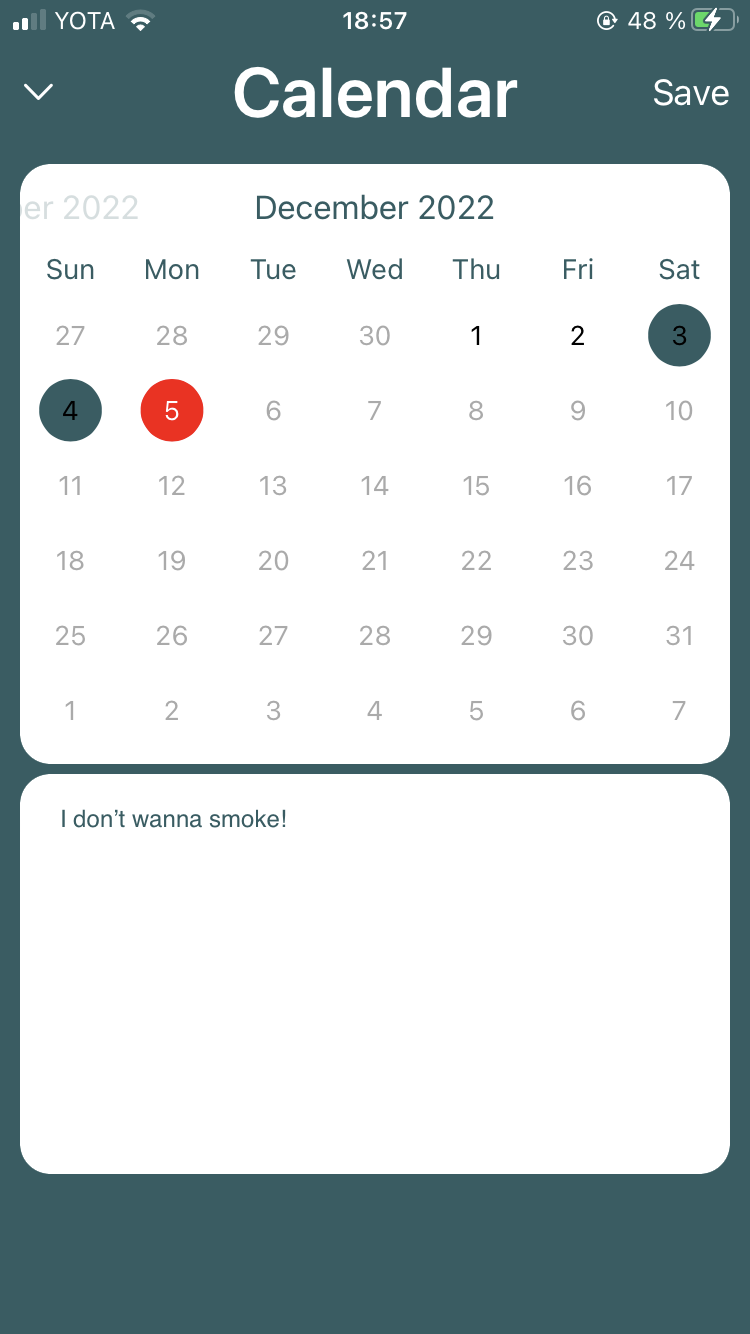 YOTA 18:57 48 %
Calendar Save
er 2022 December 2022
Sun Mon Tue Wed Thu Fri Sat
27 28 29 30 1 2 3
4 5 6 7 8 9 10
11 12 13 14 15 16 17
18 19 20 21 22 23 24
25 26 27 28 29 30 31
1 2 3 4 5 6 7
I don’t wanna smoke!